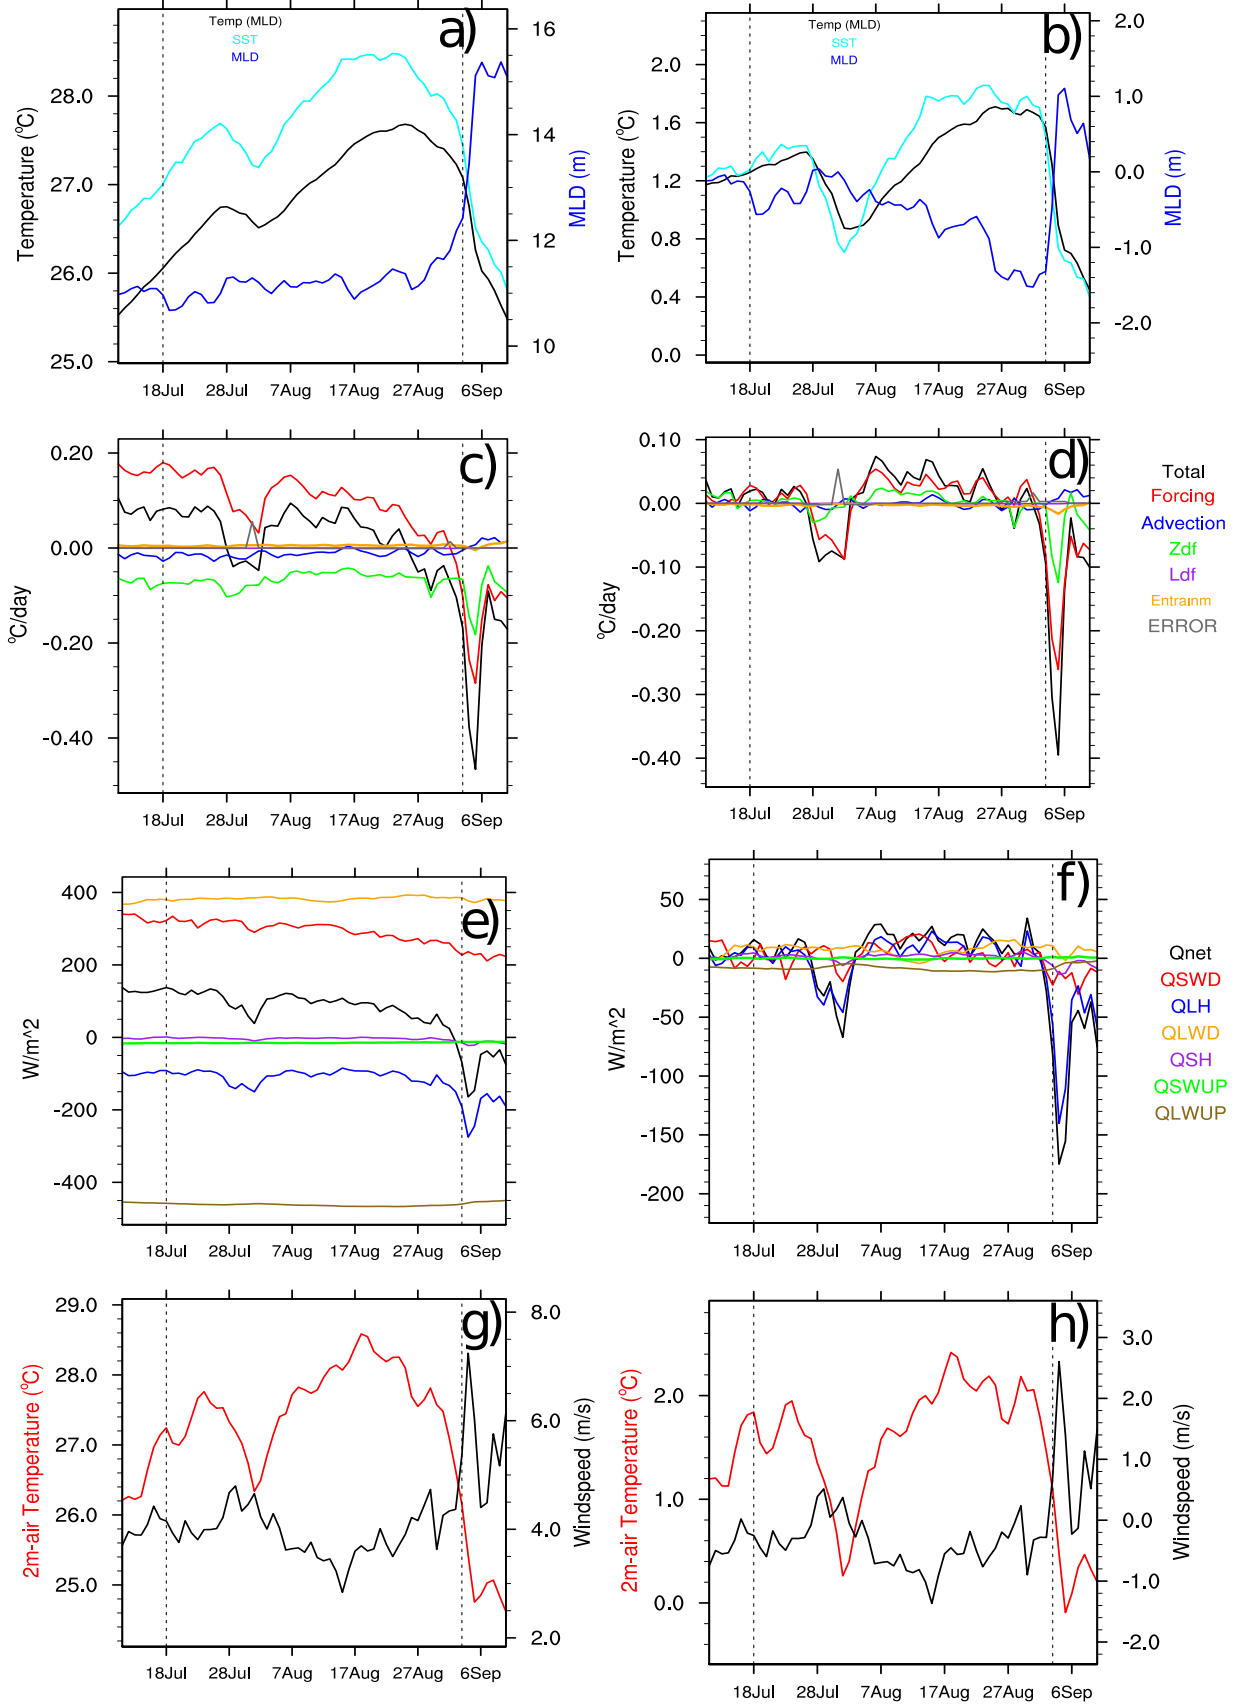 a)
Temp (MLD)
SST
MLD
Temperature (°C)
28.0
27.0
26.0
25.0
16
14
12
10
MLD (m)
18Jul 28Jul 7Aug 17Aug 27Aug 6Sep
b)
Temp (MLD)
SST
MLD
Temperature (°C)
2.0
1.6
1.2
0.8
0.4
0.0
2.0
1.0
0.0
-1.0
-2.0
MLD (m)
18Jul 28Jul 7Aug 17Aug 27Aug 6Sep
c)
°C/day
0.20
0.00
-0.20
-0.40
18Jul 28Jul 7Aug 17Aug 27Aug 6Sep
d)
°C/day
0.10
0.00
-0.10
-0.20
-0.30
-0.40
18Jul 28Jul 7Aug 17Aug 27Aug 6Sep
Total
Forcing
Advection
Zdf
Ldf
Entrainm
ERROR
e)
W/m^2
400
200
0
-200
-400
18Jul 28Jul 7Aug 17Aug 27Aug 6Sep
f)
W/m^2
50
0
-50
-100
-150
-200
18Jul 28Jul 7Aug 17Aug 27Aug 6Sep
Qnet
QSWD
QLH
QLWD
QSH
QSWUP
QLWUP
g)
2m-air Temperature (°C)
29.0
28.0
27.0
26.0
25.0
8.0
6.0
4.0
2.0
Windspeed (m/s)
18Jul 28Jul 7Aug 17Aug 27Aug 6Sep
h)
2m-air Temperature (°C)
2.0
1.0
0.0
3.0
2.0
1.0
0.0
-1.0
-2.0
Windspeed (m/s)
18Jul 28Jul 7Aug 17Aug 27Aug 6Sep